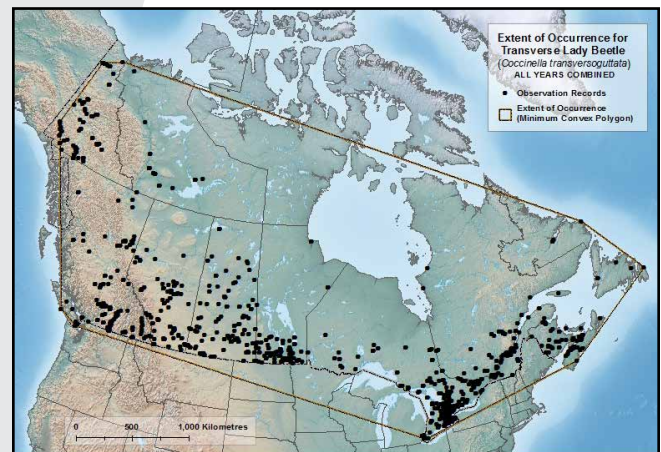 Extent of Occurrence for
Transverse Lady Beetle
(Coccinella transversoguttata)
ALL YEARS COMBINED
Observation Records
Extent of Occurrence
(Minimum Convex Polygon)
0 500 1,000 Kilometres